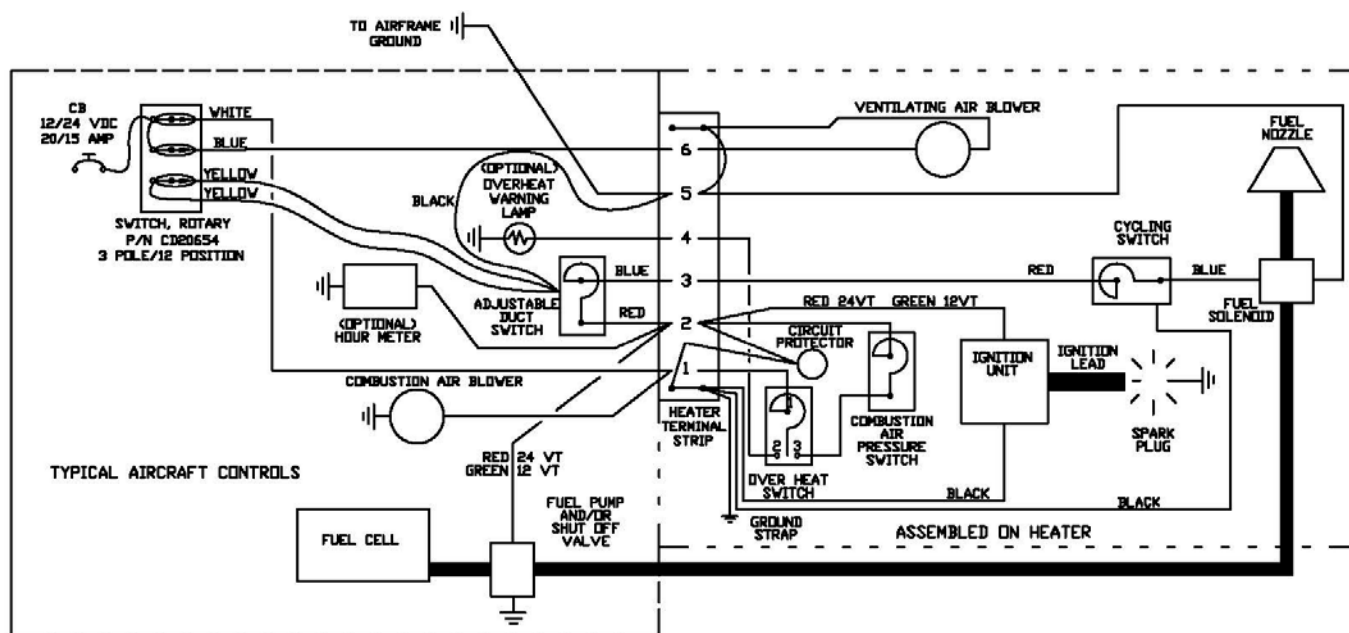 TO AIRFRAME
GROUND
CB
12/24 VDC
20/15 AMP
WHITE
BLUE
YELLOW
YELLOW
SWITCH, ROTARY
P/N CD20654
3 POLE/12 POSITION
BLACK
(OPTIONAL)
OVERHEAT
WARNING
LAMP
(OPTIONAL)
HOUR METER
ADJUSTABLE
DUCT
SWITCH
BLUE
RED
COMBUSTION AIR BLOWER
RED 24 VT
GREEN 12 VT
TYPICAL AIRCRAFT CONTROLS
FUEL CELL
FUEL PUMP
AND/OR
SHUT OFF
VALVE
6
5
4
3
2
1
HEATER
TERMINAL
STRIP
VENTILATING AIR BLOWER
FUEL
NOZZLE
CYCLING
SWITCH
RED
BLUE
FUEL
SOLENOID
RED 24VT GREEN 12VT
CIRCUIT
PROTECTOR
IGNITION
UNIT
IGNITION
LEAD
SPARK
PLUG
1
2 3
OVER HEAT
SWITCH
COMBUSTION
AIR
PRESSURE
SWITCH
BLACK
BLACK
GROUND
STRAP
ASSEMBLED ON HEATER